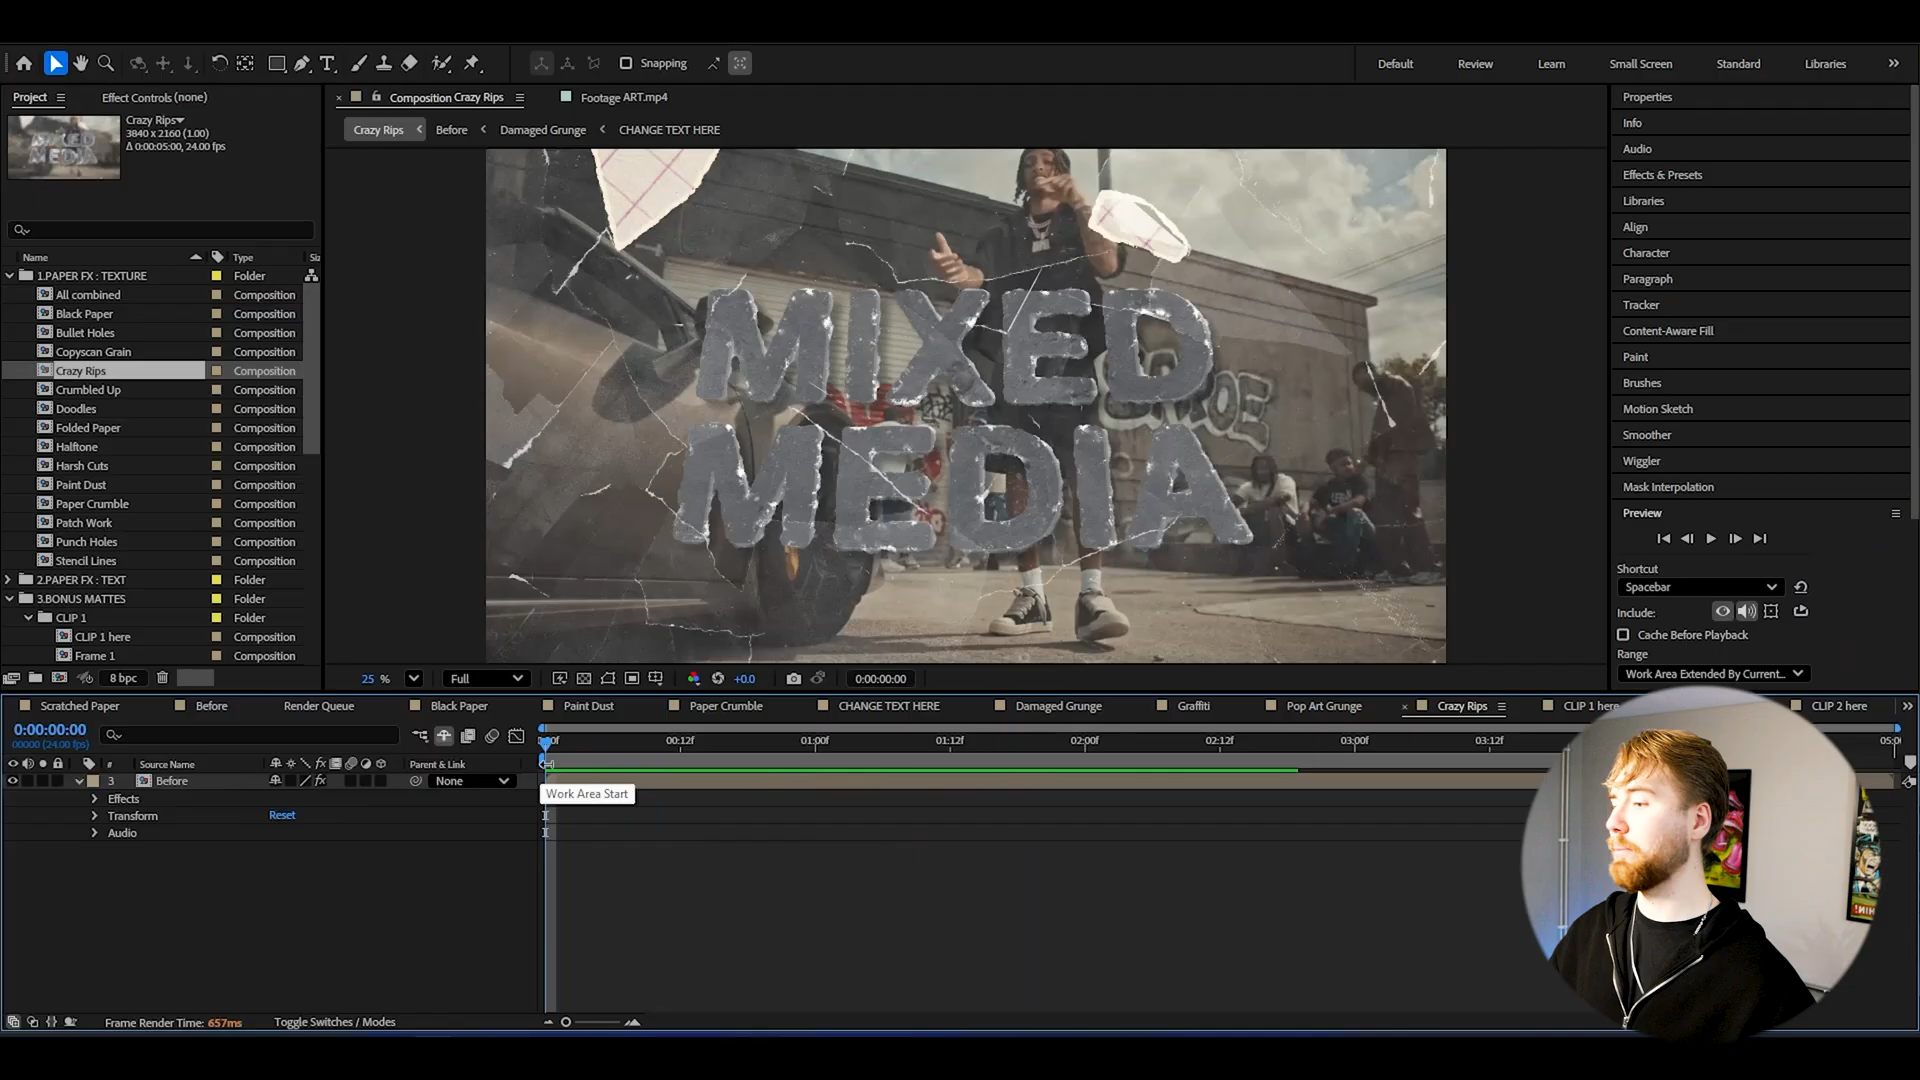 Snapping
Default
Review
Learn
Small Screen
Standard
Libraries
Project
Effect Controls (none)
Composition Crazy Rips
Footage ART.mp4
Crazy Rips
3840 x 2160 (1.00)
Δ 0:00:05:00, 24.00 fps
Crazy Rips
Before
Damaged Grunge
CHANGE TEXT HERE
MIXED
MEDIA
Name
Type
Siz
1.PAPER FX : TEXTURE
Folder
All combined
Composition
Black Paper
Composition
Bullet Holes
Composition
Copyscan Grain
Composition
Crazy Rips
Composition
Crumbled Up
Composition
Doodles
Composition
Folded Paper
Composition
Halftone
Composition
Harsh Cuts
Composition
Paint Dust
Composition
Paper Crumble
Composition
Patch Work
Composition
Punch Holes
Composition
Stencil Lines
Composition
2.PAPER FX : TEXT
Folder
3.BONUS MATTES
Folder
CLIP 1
Folder
CLIP 1 here
Composition
Frame 1
Composition
8 bpc
25 %
Full
+0.0
0:00:00:00
Properties
Info
Audio
Effects & Presets
Libraries
Align
Character
Paragraph
Tracker
Content-Aware Fill
Paint
Brushes
Motion Sketch
Smoother
Wiggler
Mask Interpolation
Preview
Shortcut
Spacebar
Include:
Cache Before Playback
Range
Work Area Extended By Current...
Scratched Paper
Before
Render Queue
Black Paper
Paint Dust
Paper Crumble
CHANGE TEXT HERE
Damaged Grunge
Graffiti
Pop Art Grunge
Crazy Rips
CLIP 1 here
CLIP 2 here
0:00:00:00
00000 (24.00 fps)
00:12f
01:00f
01:12f
02:00f
02:12f
03:00f
03:12f
# Source Name
Parent & Link
3 Before
None
Effects
Transform
Reset
Audio
Work Area Start
Frame Render Time: 657ms
Toggle Switches / Modes